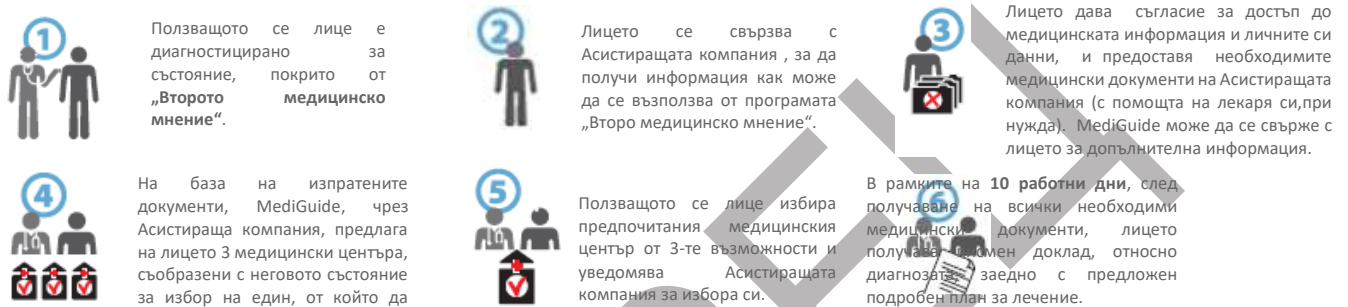 1
Ползващото се лице е
диагностицирано за
състояние, покрито от
„Второто медицинско
мнение“.
2
Лицето се свързва с
Асистиращата компания , за да
получи информация как може
да се възползва от програмата
„Второ медицинско мнение“.
3
Лицето дава съгласие за достъп до
медицинската информация и личните си
данни, и предоставя необходимите
медицински документи на Асистиращата
компания (с помощта на лекаря си,при
нужда). MediGuide може да се свърже с
лицето за допълнителна информация.
4
На база на изпратените
документи, MediGuide, чрез
Асистираща компания, предлага
на лицето 3 медицински центъра,
съобразени с неговото състояние
за избор на един, от който да
5
Ползващото се лице избира
предпочитания медицинския
център от 3-те възможности и
уведомява Асистиращата
компания за избора си.
6
В рамките на 10 работни дни, след
получаване на всички необходими
медицински документи, лицето
получава доклад, относно
диагнозата, заедно с предложен
подробен план за лечение.